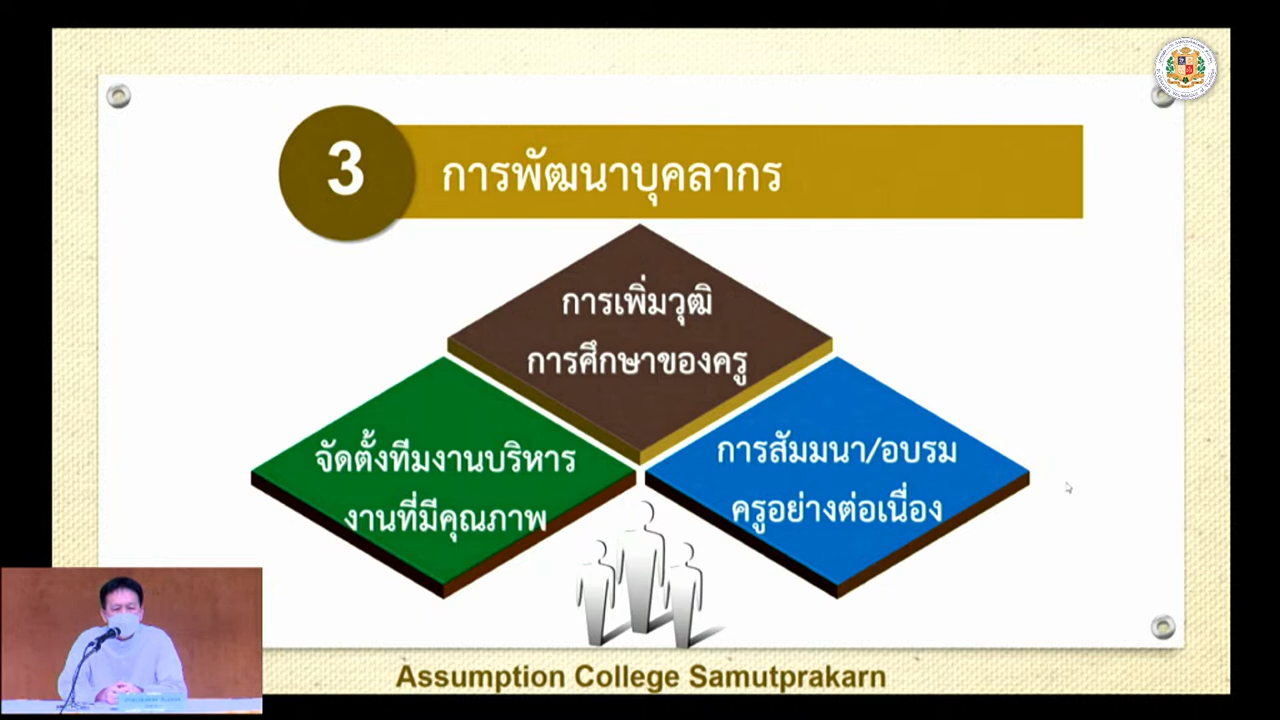 3
การพัฒนาบุคลากร
การเพิ่มวุฒิ
การศึกษาของครู
จัดตั้งทีมงานบริหาร
งานที่มีคุณภาพ
การสัมมนา/อบรม
ครูอย่างต่อเนื่อง
Assumption College Samutprakarn